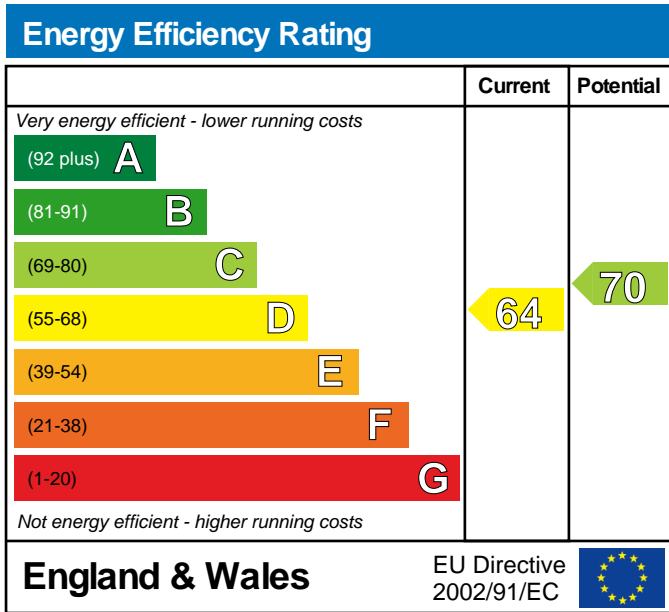 Energy Efficiency Rating
Current Potential
Very energy efficient - lower running costs
(92 plus) A
(81-91) B
(69-80) C
(55-68) D
(39-54) E
(21-38) F
(1-20) G
64
70
Not energy efficient - higher running costs
England & Wales
EU Directive
2002/91/EC